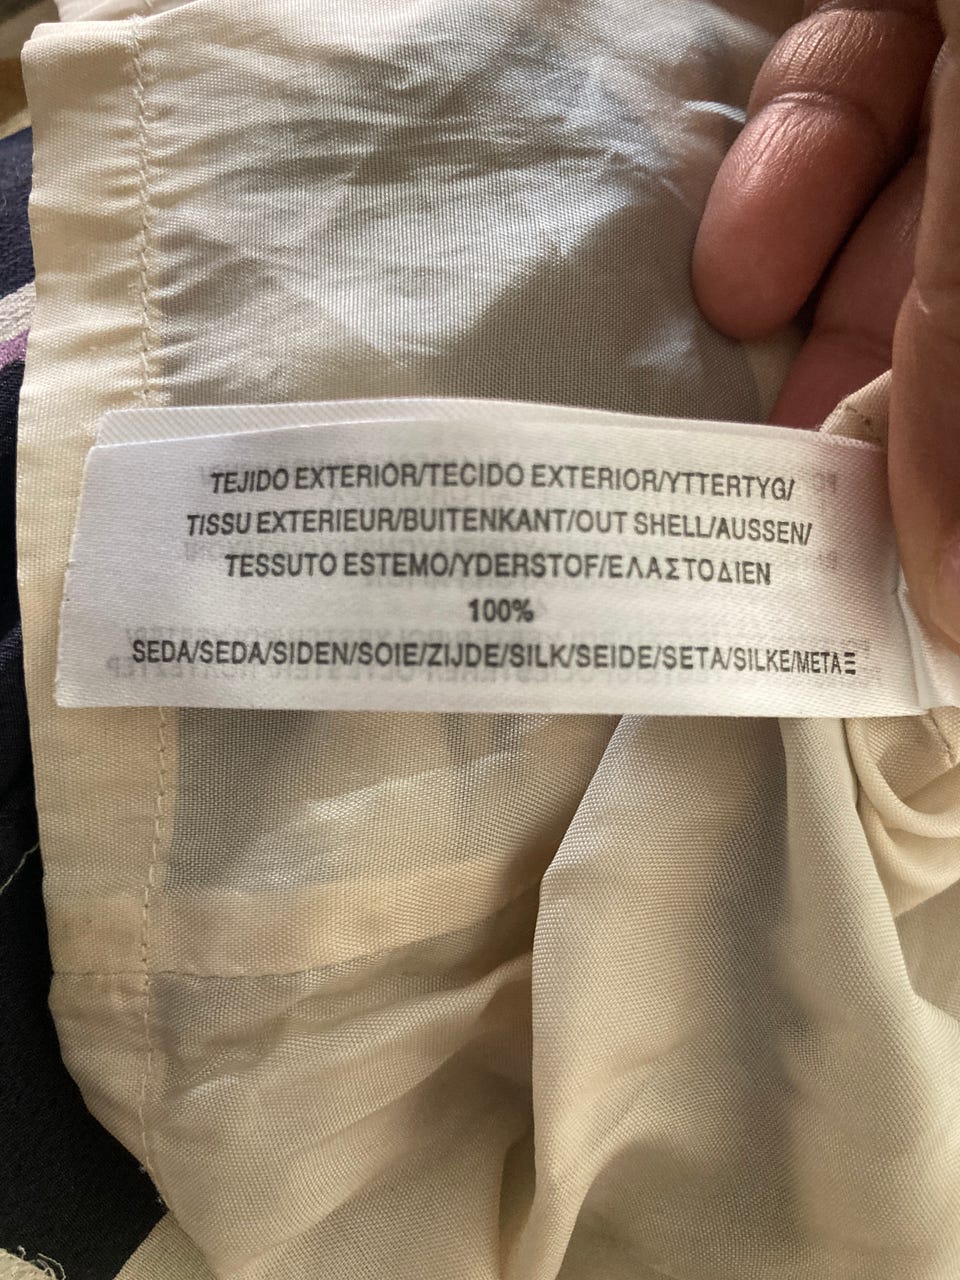 TEJIDO EXTERIOR/TECIDO EXTERIOR/YTTERTYG/
TISSU EXTERIEUR/BUITENKANT/OUT SHELL/AUSSEN/
TESSUTO ESTEMO/YDERSTOF/ΕΛΑΣΤΟΔΙΕΝ
100%
SEDA/SEDA/SIDEN/SOIE/ZIJDE/SILK/SEIDE/SETA/SILKE/ΜΕΤΑΞ